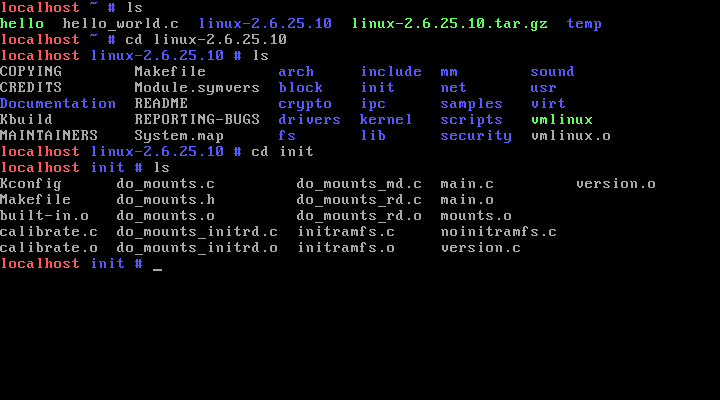 localhost ~ # ls
hello  hello_world.c  linux-2.6.25.10  linux-2.6.25.10.tar.gz  temp
localhost ~ # cd linux-2.6.25.10
localhost linux-2.6.25.10 # ls
COPYING        Makefile        arch     include  mm        sound
CREDITS        Module.symvers  block    init     net       usr
Documentation  README          crypto   ipc      samples   virt
Kbuild         REPORTING-BUGS  drivers  kernel   scripts   vmlinux
MAINTAINERS    System.map      fs       lib      security  vmlinux.o
localhost linux-2.6.25.10 # cd init
localhost init # ls
Kconfig      do_mounts.c         do_mounts_md.c  main.c         version.o
Makefile     do_mounts.h         do_mounts_rd.c  main.o
built-in.o   do_mounts.o         do_mounts_rd.o  mounts.o
calibrate.c  do_mounts_initrd.c  initramfs.c     noinitramfs.c
calibrate.o  do_mounts_initrd.o  initramfs.o     version.c
localhost init # _